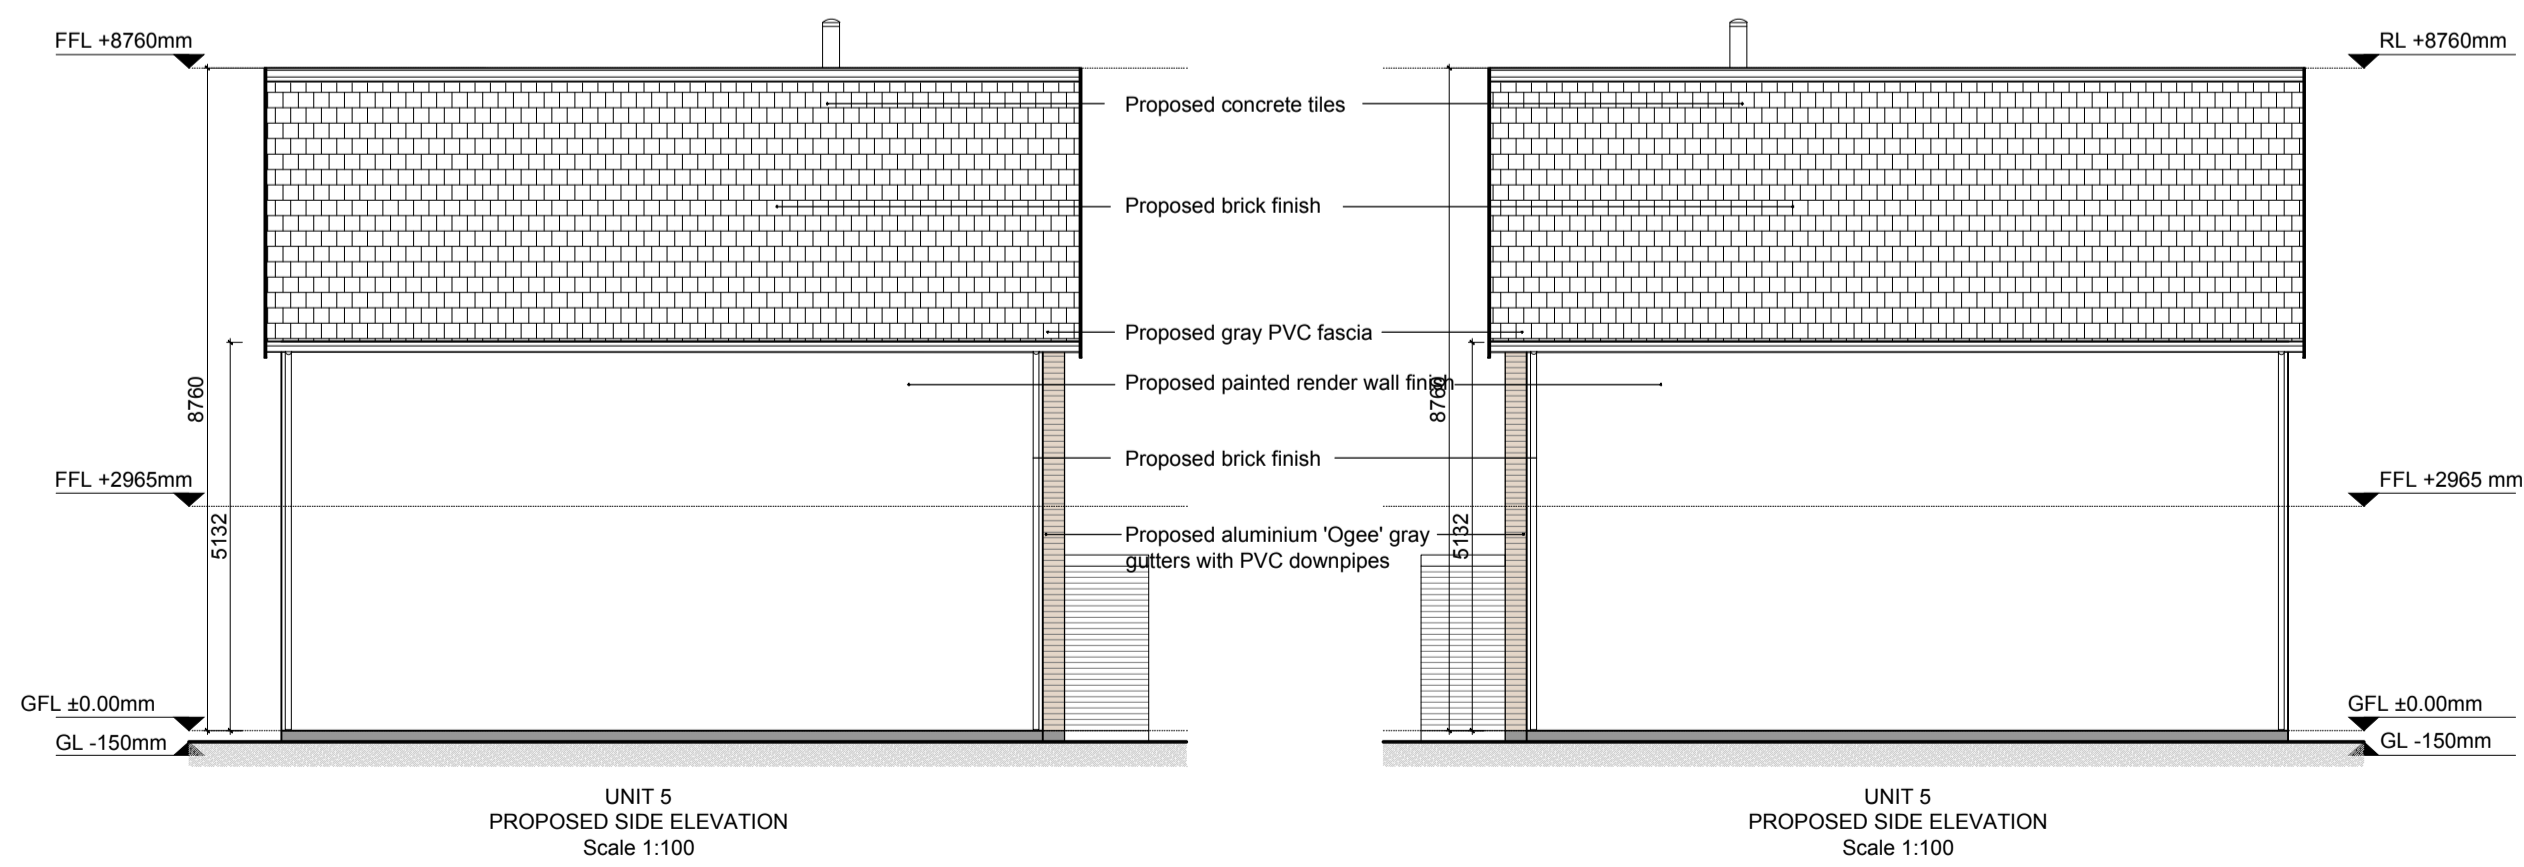 FFL +8760mm
RL +8760mm
Proposed concrete tiles
Proposed brick finish
Proposed gray PVC fascia
Proposed painted render wall finish
8760
8760
Proposed brick finish
FFL +2965mm
FFL +2965 mm
5132
5132
Proposed aluminium 'Ogee' gray
gutters with PVC downpipes
GFL ±0.00mm
GFL ±0.00mm
GL -150mm
GL -150mm
UNIT 5
PROPOSED SIDE ELEVATION
Scale 1:100
UNIT 5
PROPOSED SIDE ELEVATION
Scale 1:100